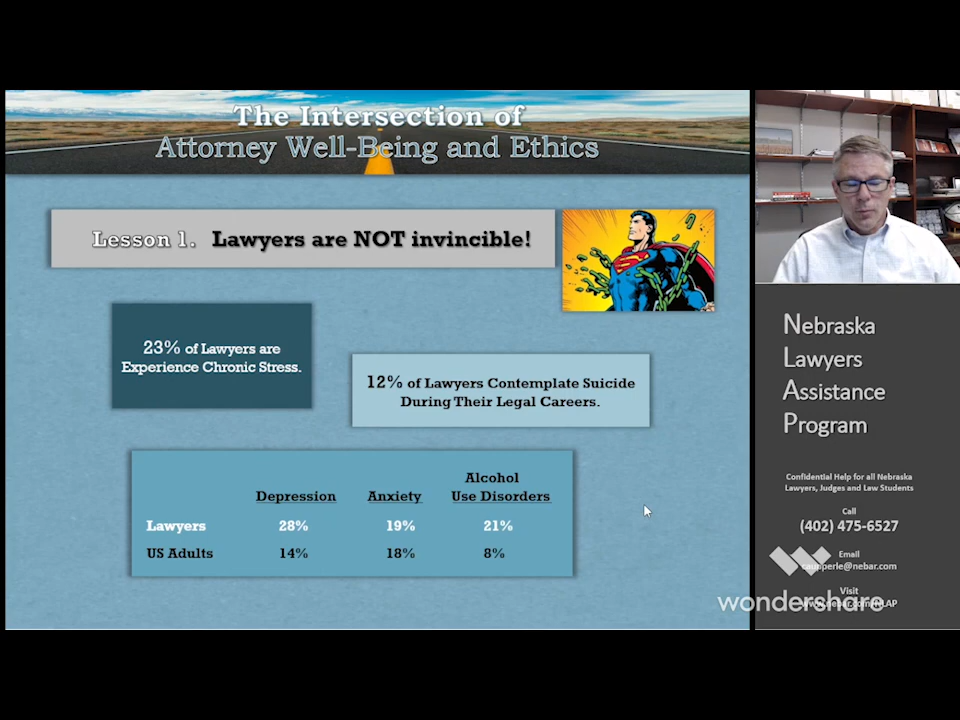 The Intersection of
Attorney Well-Being and Ethics
Lesson 1. Lawyers are NOT invincible!
23% of Lawyers are
Experience Chronic Stress.
12% of Lawyers Contemplate Suicide
During Their Legal Careers.
Alcohol
Depression Anxiety Use Disorders
Lawyers 28% 19% 21%
US Adults 14% 18% 8%
Nebraska
Lawyers
Assistance
Program
Confidential Help for all Nebraska
Lawyers, Judges and Law Students
Call
(402) 475-6527
Email
Visit
wondershare